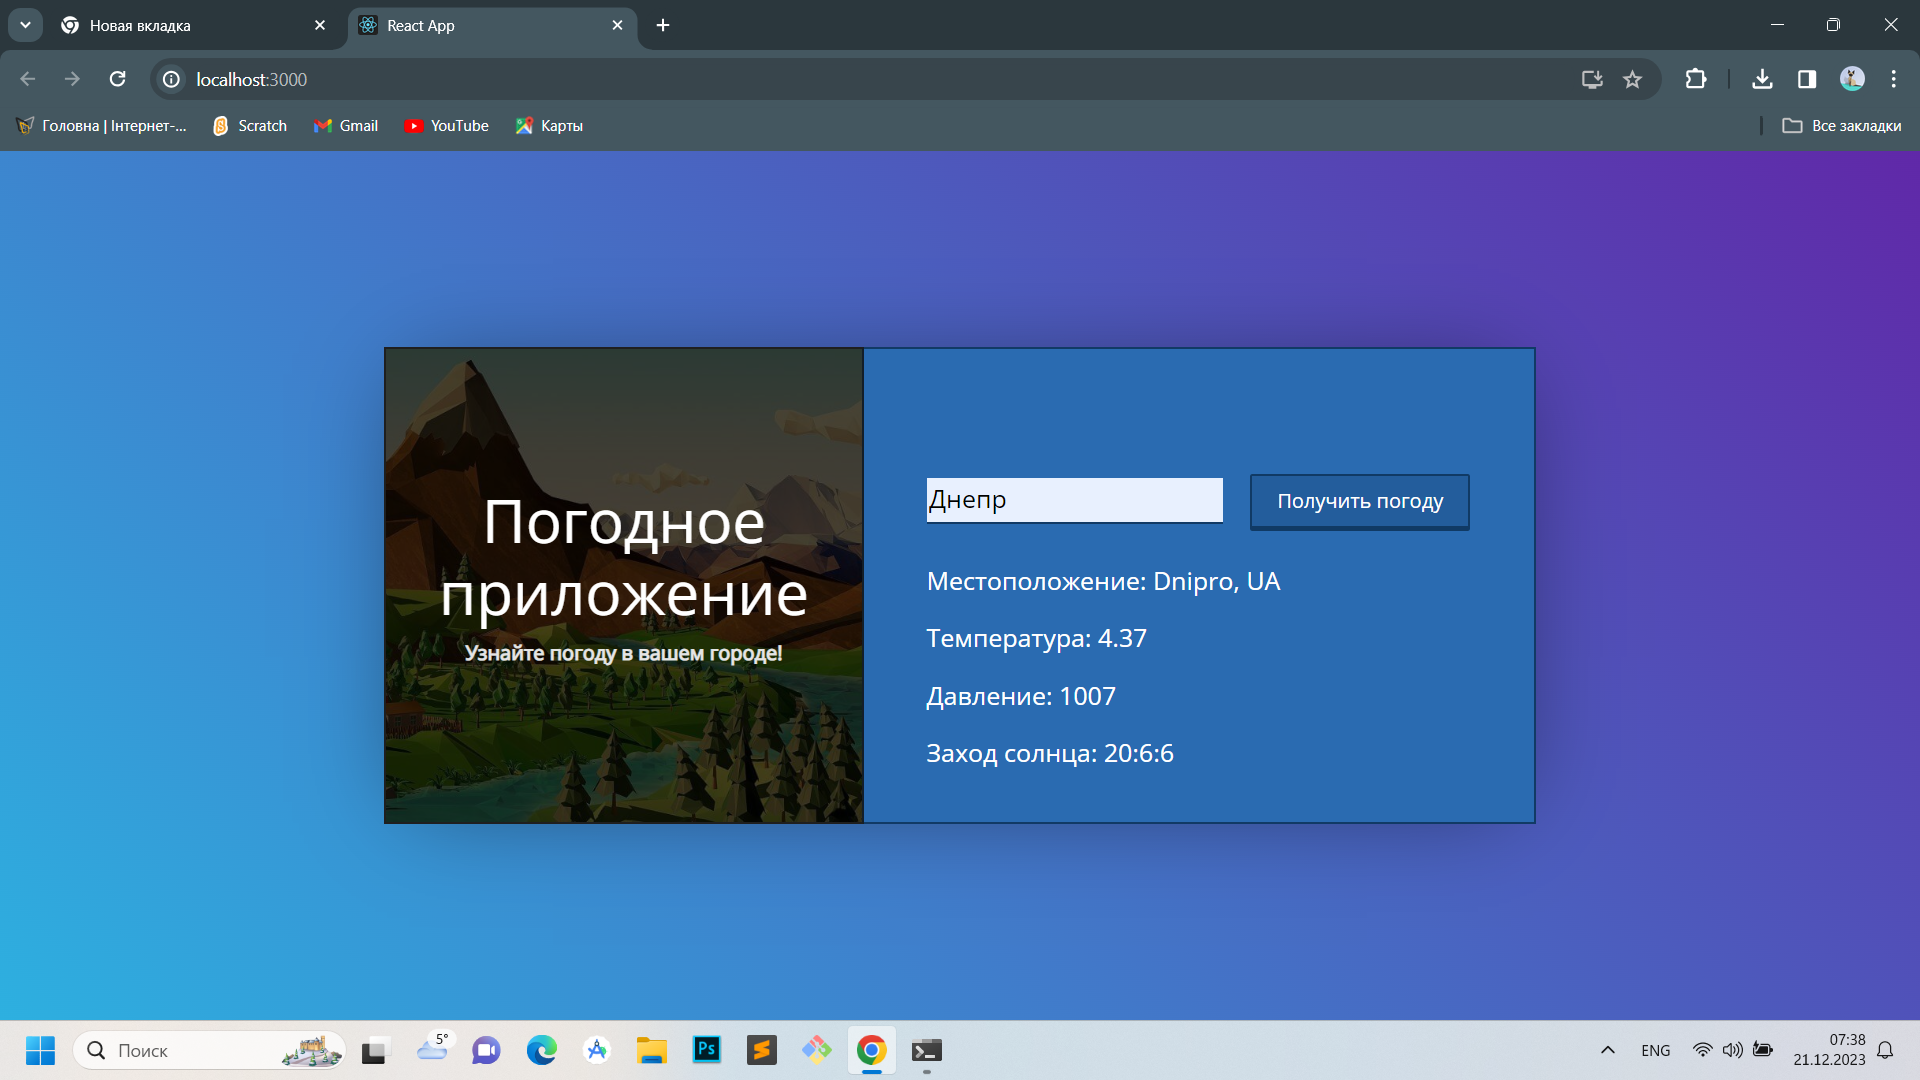 Новая вкладка
React App
localhost:3000
Головна | Інтернет-...
Scratch
Gmail
YouTube
Карты
Все закладки
Погодное
приложение
Узнайте погоду в вашем городе!
Днепр
Получить погоду
Местоположение: Dnipro, UA
Температура: 4.37
Давление: 1007
Заход солнца: 20:6:6
Поиск
5°
Ps
ENG
07:38
21.12.2023